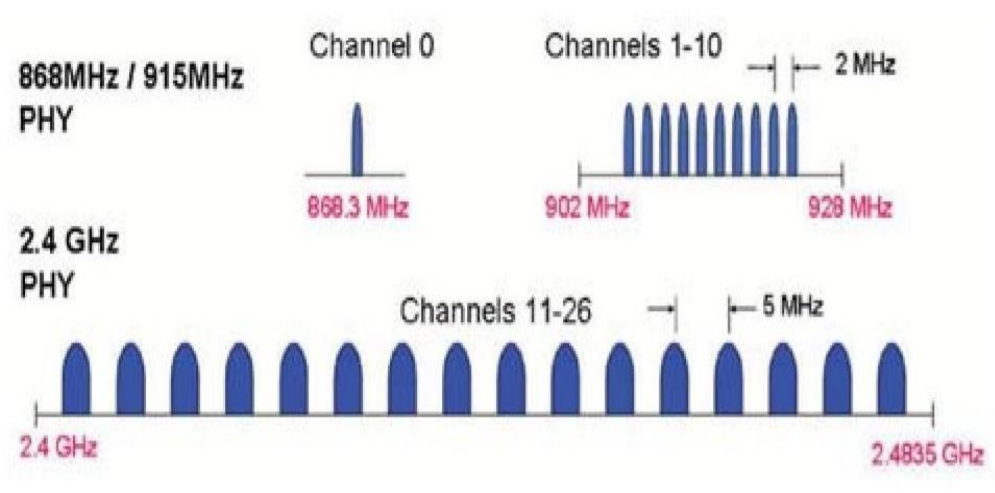 868MHz / 915MHz
PHY
Channel 0
Channels 1-10
2 MHz
868.3 MHz
902 MHz
928 MHz
2.4 GHz
PHY
Channels 11-26
5 MHz
2.4 GHz
2.4835 GHz